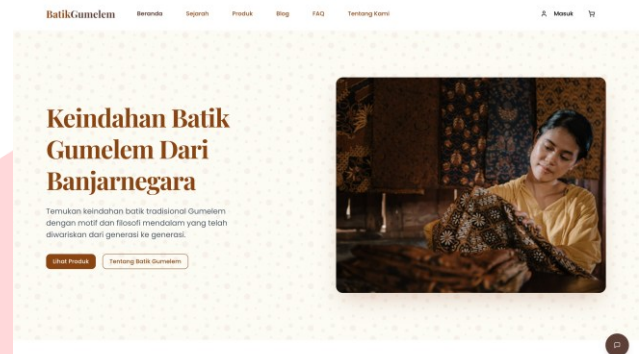 BatikGumelem
Beranda
Sejarah
Produk
Blog
FAQ
Tentang Kami
Masuk
Keindahan Batik
Gumelem Dari
Banjarnegara
Temukan keindahan batik tradisional Gumelem
dengan motif dan filosofi mendalam yang telah
diwariskan dari generasi ke generasi.
Lihat Produk
Tentang Batik Gumelem